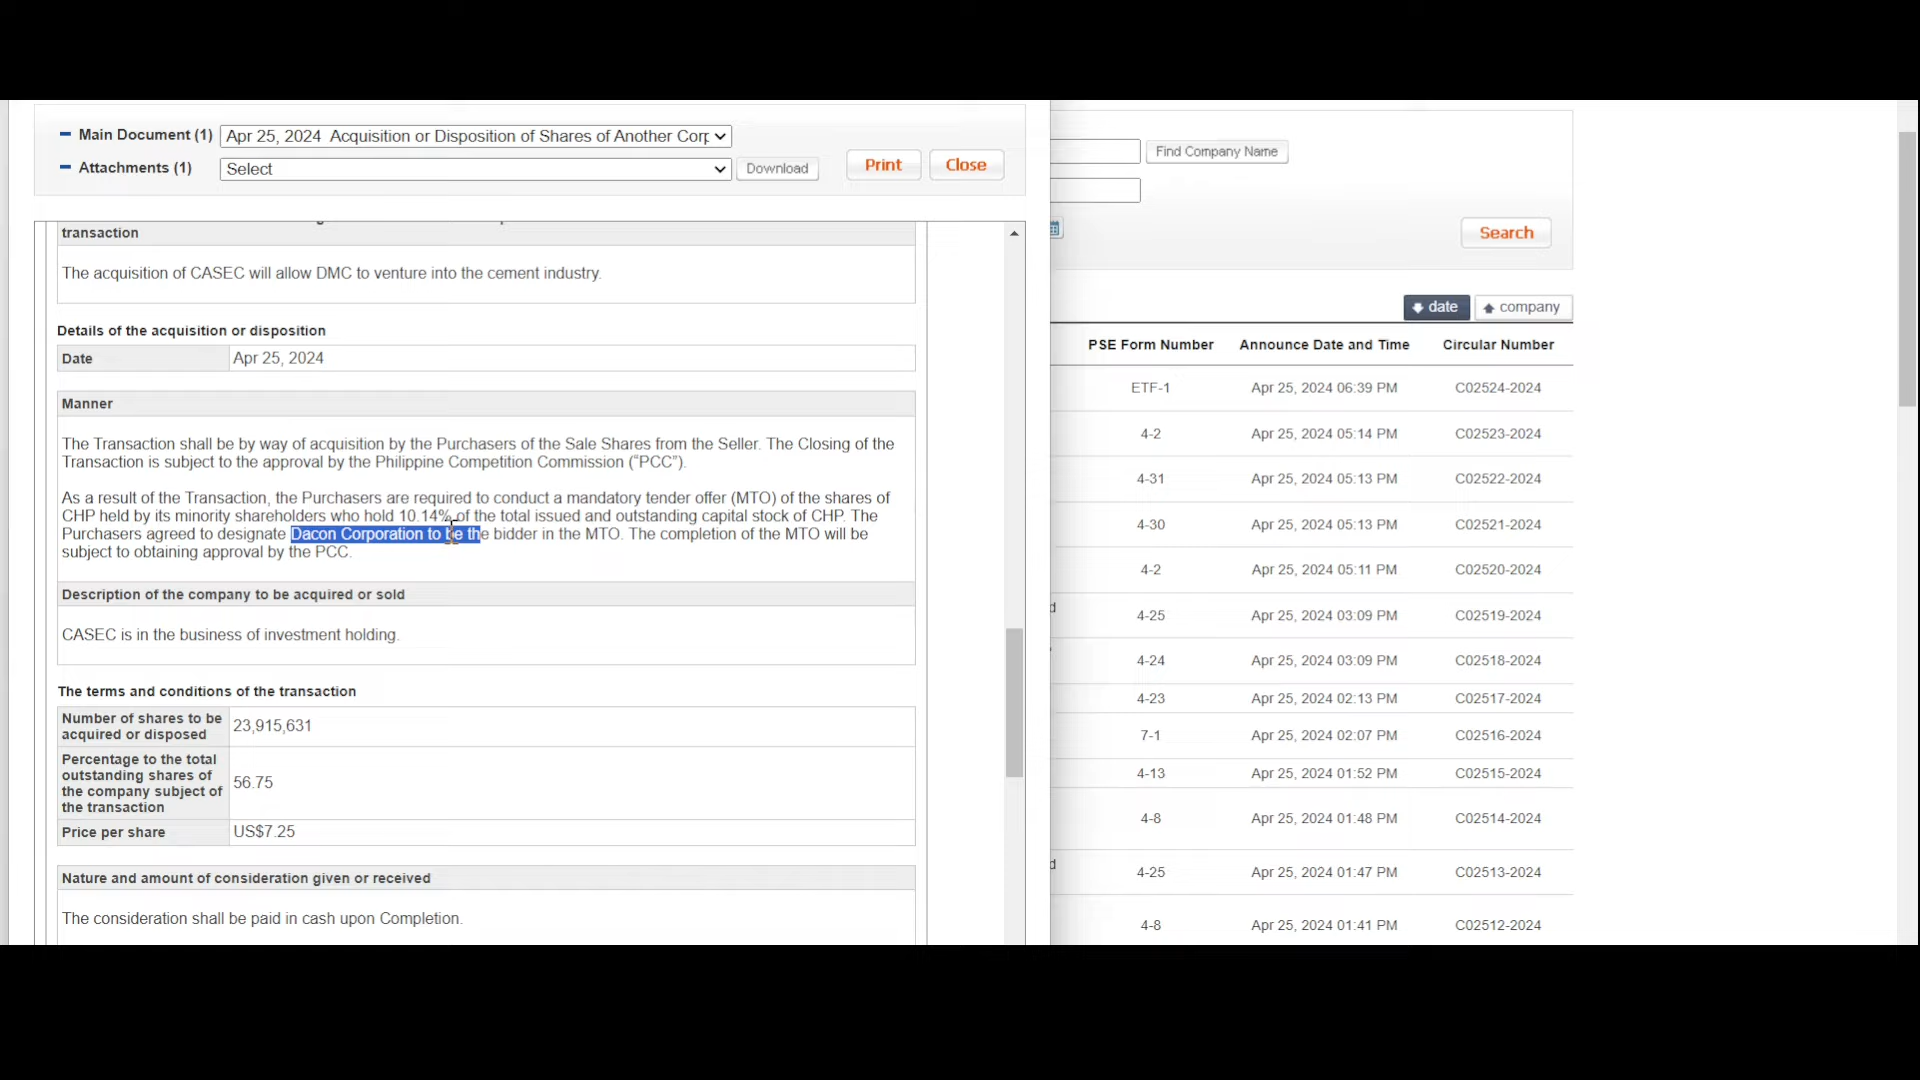 Main Document (1) Apr 25, 2024 Acquisition or Disposition of Shares of Another Corp
Attachments (1) Select Download Print Close
transaction
The acquisition of CASEC will allow DMC to venture into the cement industry.
Details of the acquisition or disposition
Date Apr 25, 2024
Manner
The Transaction shall be by way of acquisition by the Purchasers of the Sale Shares from the Seller. The Closing of the
Transaction is subject to the approval by the Philippine Competition Commission (“PCC”).
As a result of the Transaction, the Purchasers are required to conduct a mandatory tender offer (MTO) of the shares of
CHP held by its minority shareholders who hold 10.14% of the total issued and outstanding capital stock of CHP. The
Purchasers agreed to designate Dacon Corporation to be the bidder in the MTO. The completion of the MTO will be
subject to obtaining approval by the PCC.
Description of the company to be acquired or sold
CASEC is in the business of investment holding.
The terms and conditions of the transaction
Number of shares to be
acquired or disposed
23,915,631
Percentage to the total
outstanding shares of
the company subject of
the transaction
56.75
Price per share US$7.25
Nature and amount of consideration given or received
The consideration shall be paid in cash upon Completion.
Find Company Name
Search
date company
PSE Form Number Announce Date and Time Circular Number
ETF-1 Apr 25, 2024 06:39 PM C02524-2024
4-2 Apr 25, 2024 05:14 PM C02523-2024
4-31 Apr 25, 2024 05:13 PM C02522-2024
4-30 Apr 25, 2024 05:13 PM C02521-2024
4-2 Apr 25, 2024 05:11 PM C02520-2024
d 4-25 Apr 25, 2024 03:09 PM C02519-2024
4-24 Apr 25, 2024 03:09 PM C02518-2024
4-23 Apr 25, 2024 02:13 PM C02517-2024
7-1 Apr 25, 2024 02:07 PM C02516-2024
4-13 Apr 25, 2024 01:52 PM C02515-2024
4-8 Apr 25, 2024 01:48 PM C02514-2024
d 4-25 Apr 25, 2024 01:47 PM C02513-2024
4-8 Apr 25, 2024 01:41 PM C02512-2024